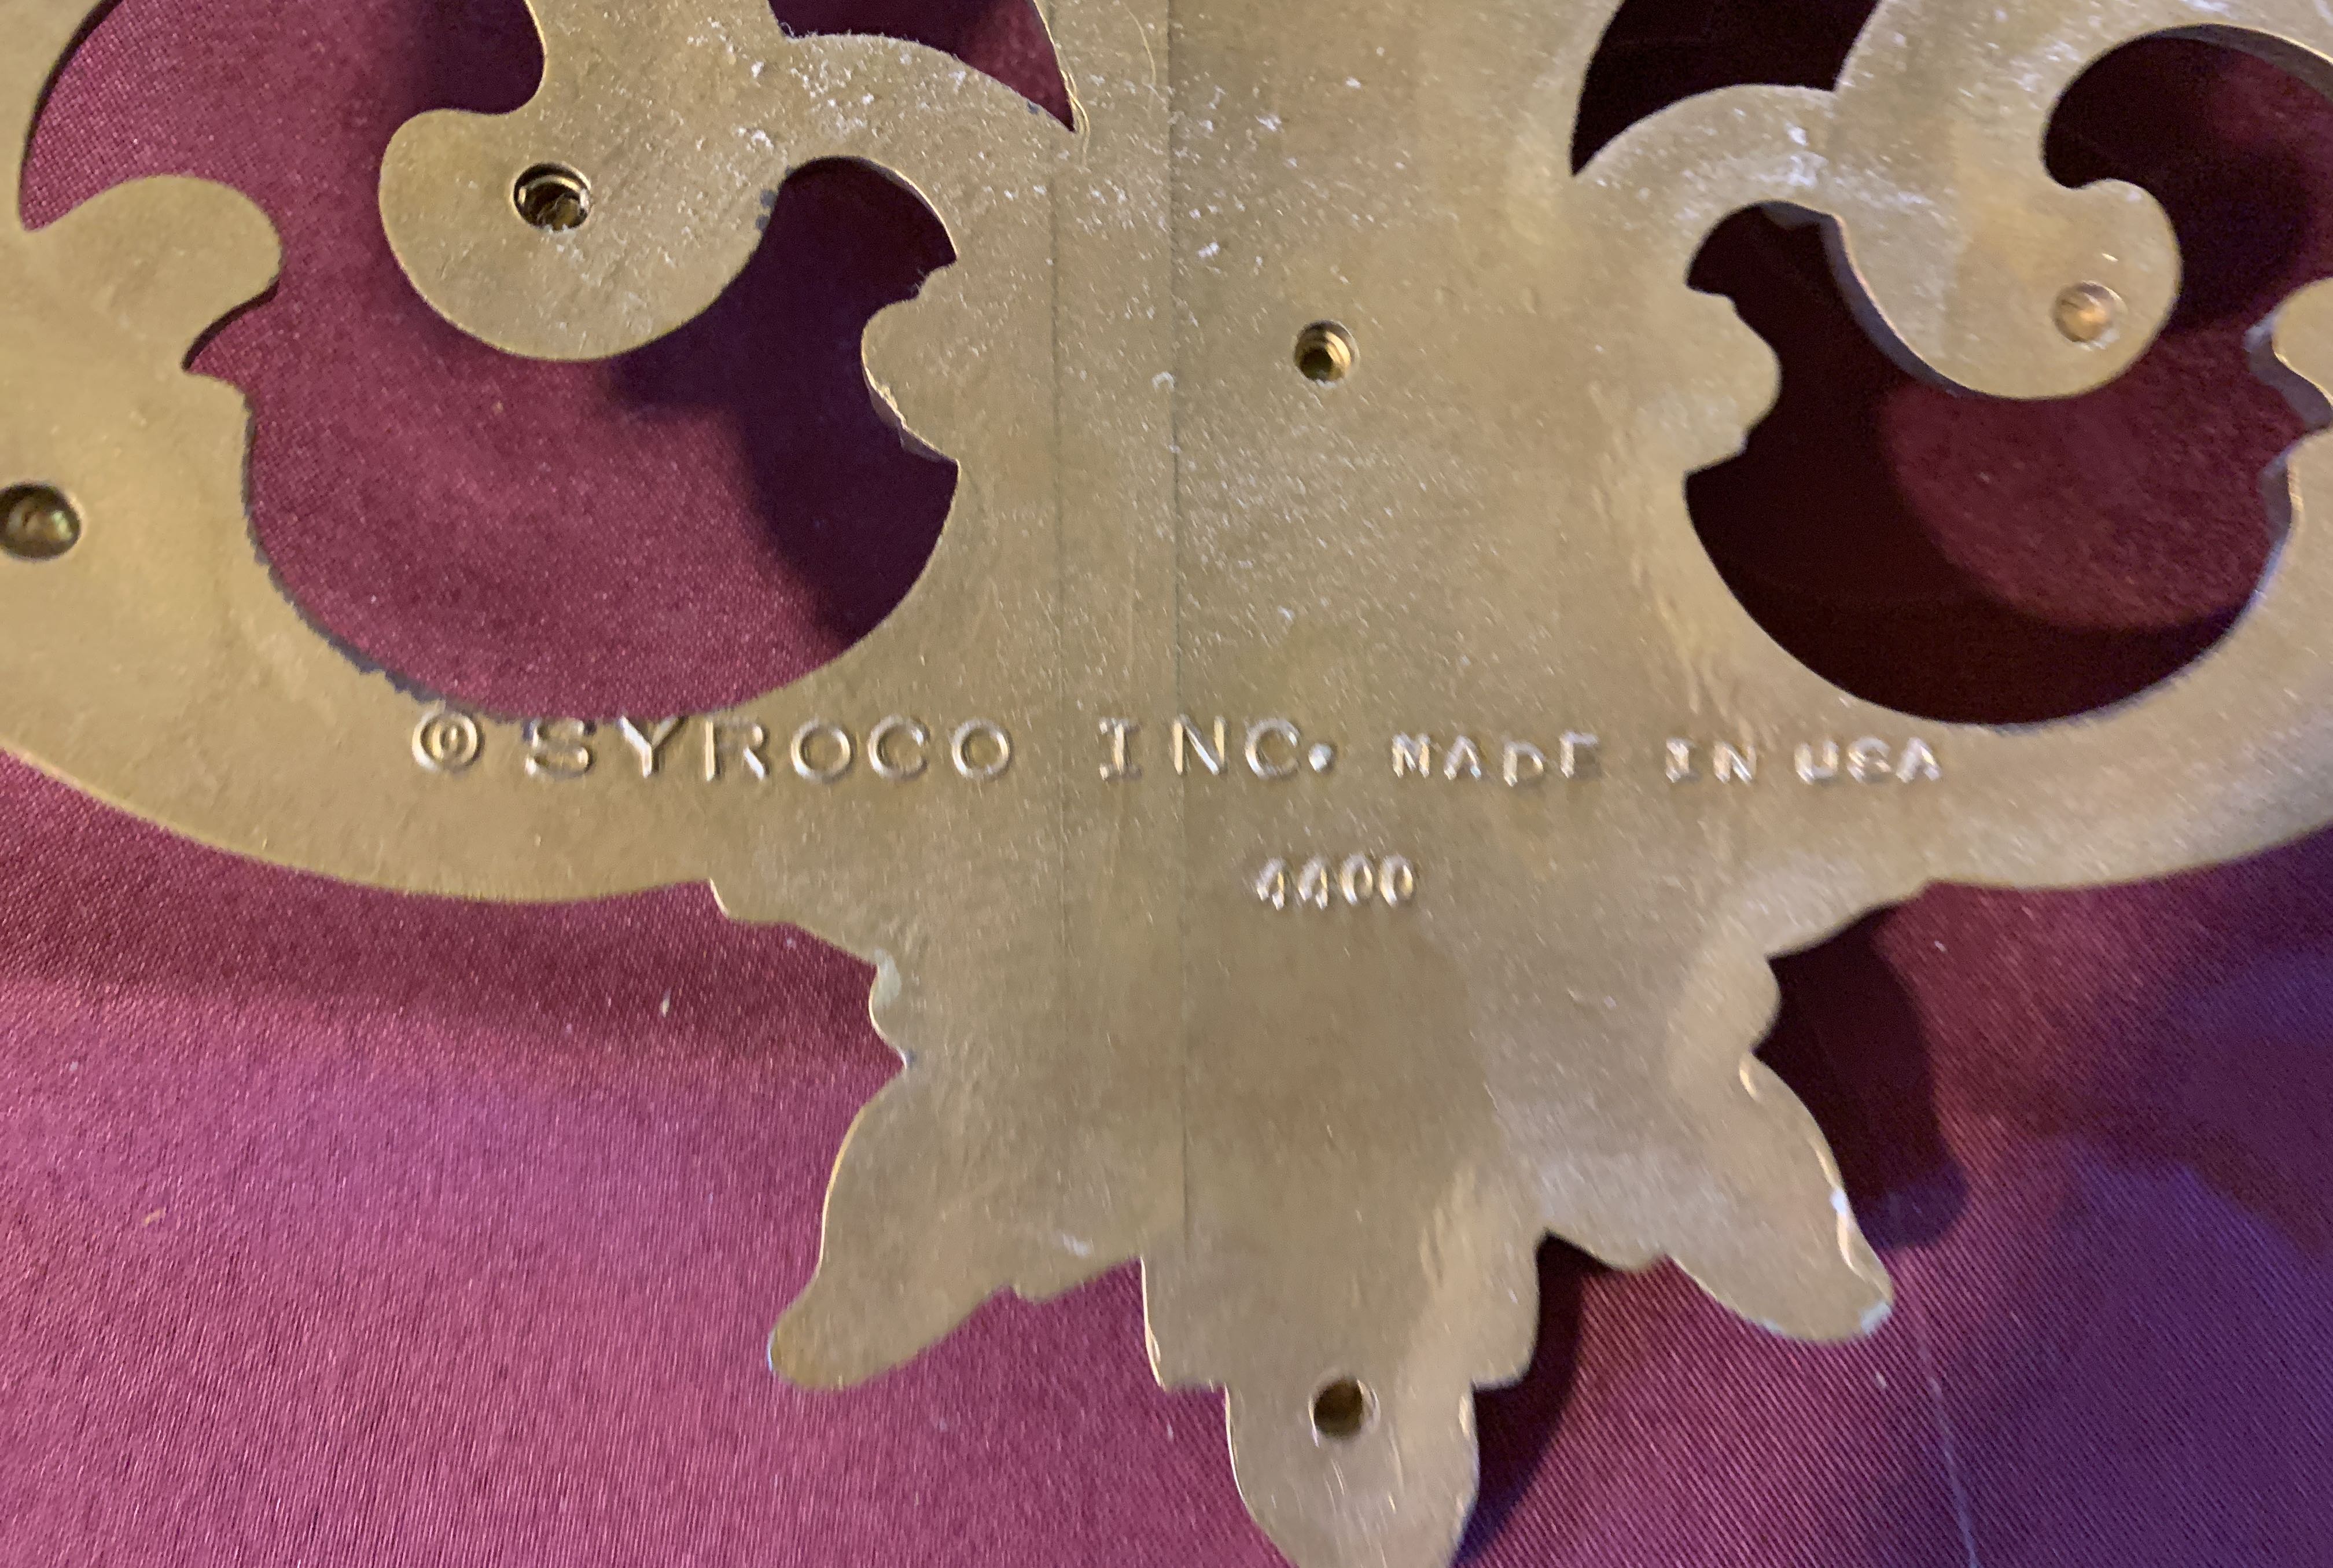 © SYROCO INC. MADE IN USA
4400